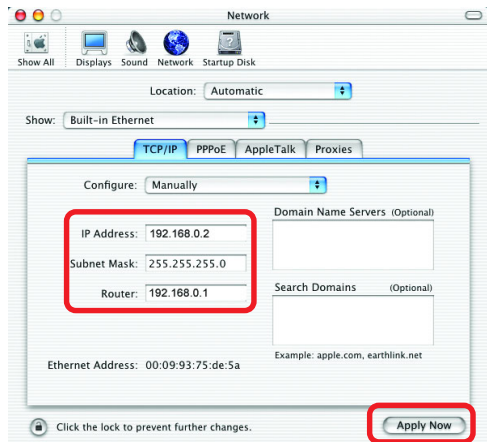 Network
Show All Displays Sound Network Startup Disk
Location: Automatic
Show: Built-in Ethernet
TCP/IP PPPoE AppleTalk Proxies
Configure: Manually
Domain Name Servers (Optional)
IP Address: 192.168.0.2
Subnet Mask: 255.255.255.0
Router: 192.168.0.1
Search Domains (Optional)
Example: apple.com, earthlink.net
Ethernet Address: 00:09:93:75:de:5a
Click the lock to prevent further changes.
Apply Now